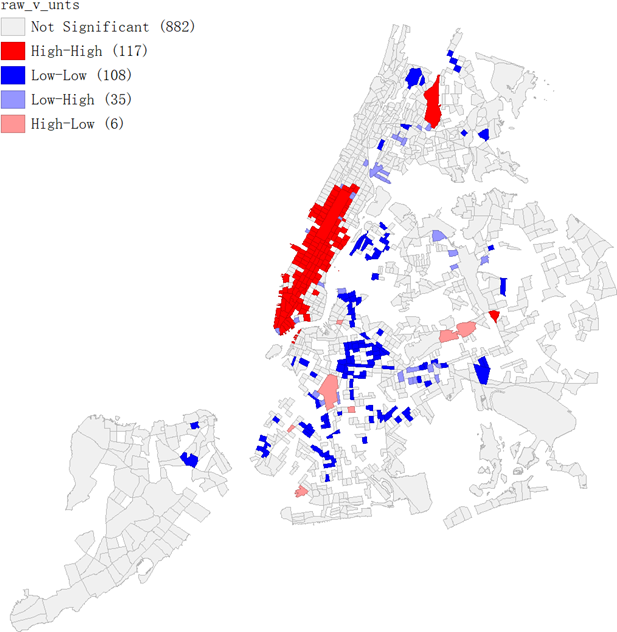 raw_v_unts
Not Significant (882)
High-High (117)
Low-Low (108)
Low-High (35)
High-Low (6)